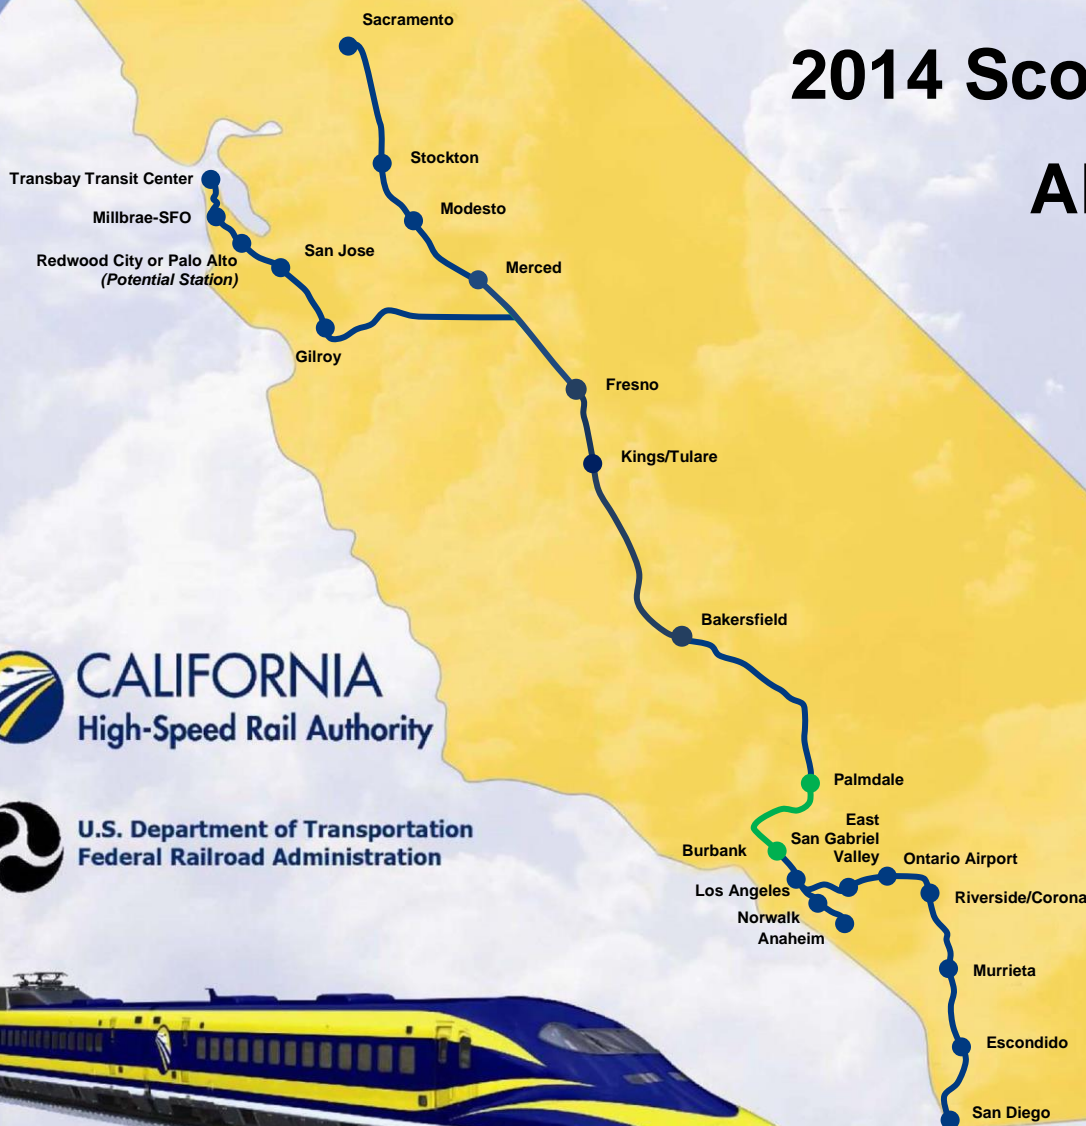 Sacramento
2014 Sco
Stockton
Transbay Transit Center
Al
Modesto
Millbrae-SFO
San Jose
Redwood City or Palo Alto
(Potential Station)
Merced
Gilroy
Fresno
Kings/Tulare
Bakersfield
CALIFORNIA
High-Speed Rail Authority
Palmdale
U.S. Department of Transportation
Federal Railroad Administration
East
San Gabriel
Valley
Burbank
Ontario Airport
Los Angeles
Riverside/Corona
Norwalk
Anaheim
Murrieta
Escondido
San Diego